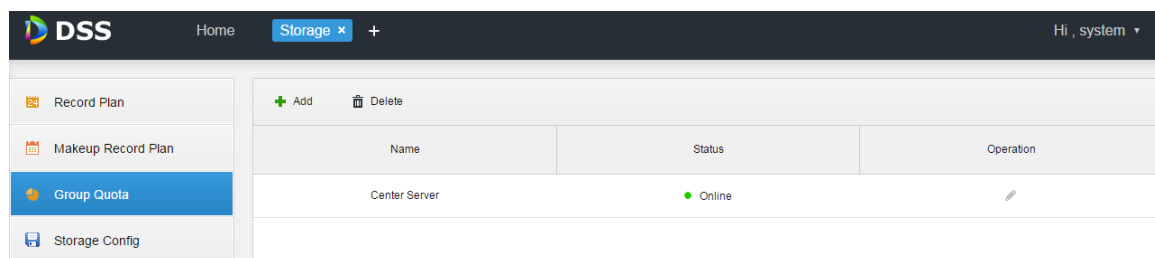 DSS Home Storage × + Hi , system ▾
24 Record Plan
Makeup Record Plan
Group Quota
Storage Config
Add Delete
Name Status Operation
Center Server Online